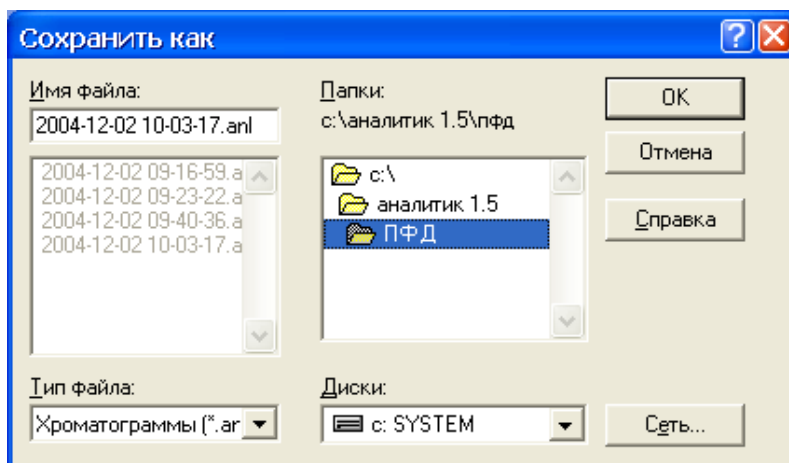 Сохранить как
Имя файла:
2004-12-02 10-03-17.anl
2004-12-02 09-16-59.a
2004-12-02 09-23-22.a
2004-12-02 09-40-36.a
2004-12-02 10-03-17.a
Тип файла:
Хроматограммы (*.ar
Папки:
c:\аналитик 1.5\пфд
c:\
аналитик 1.5
ПФД
Диски:
c: SYSTEM
OK
Отмена
Справка
Сеть...